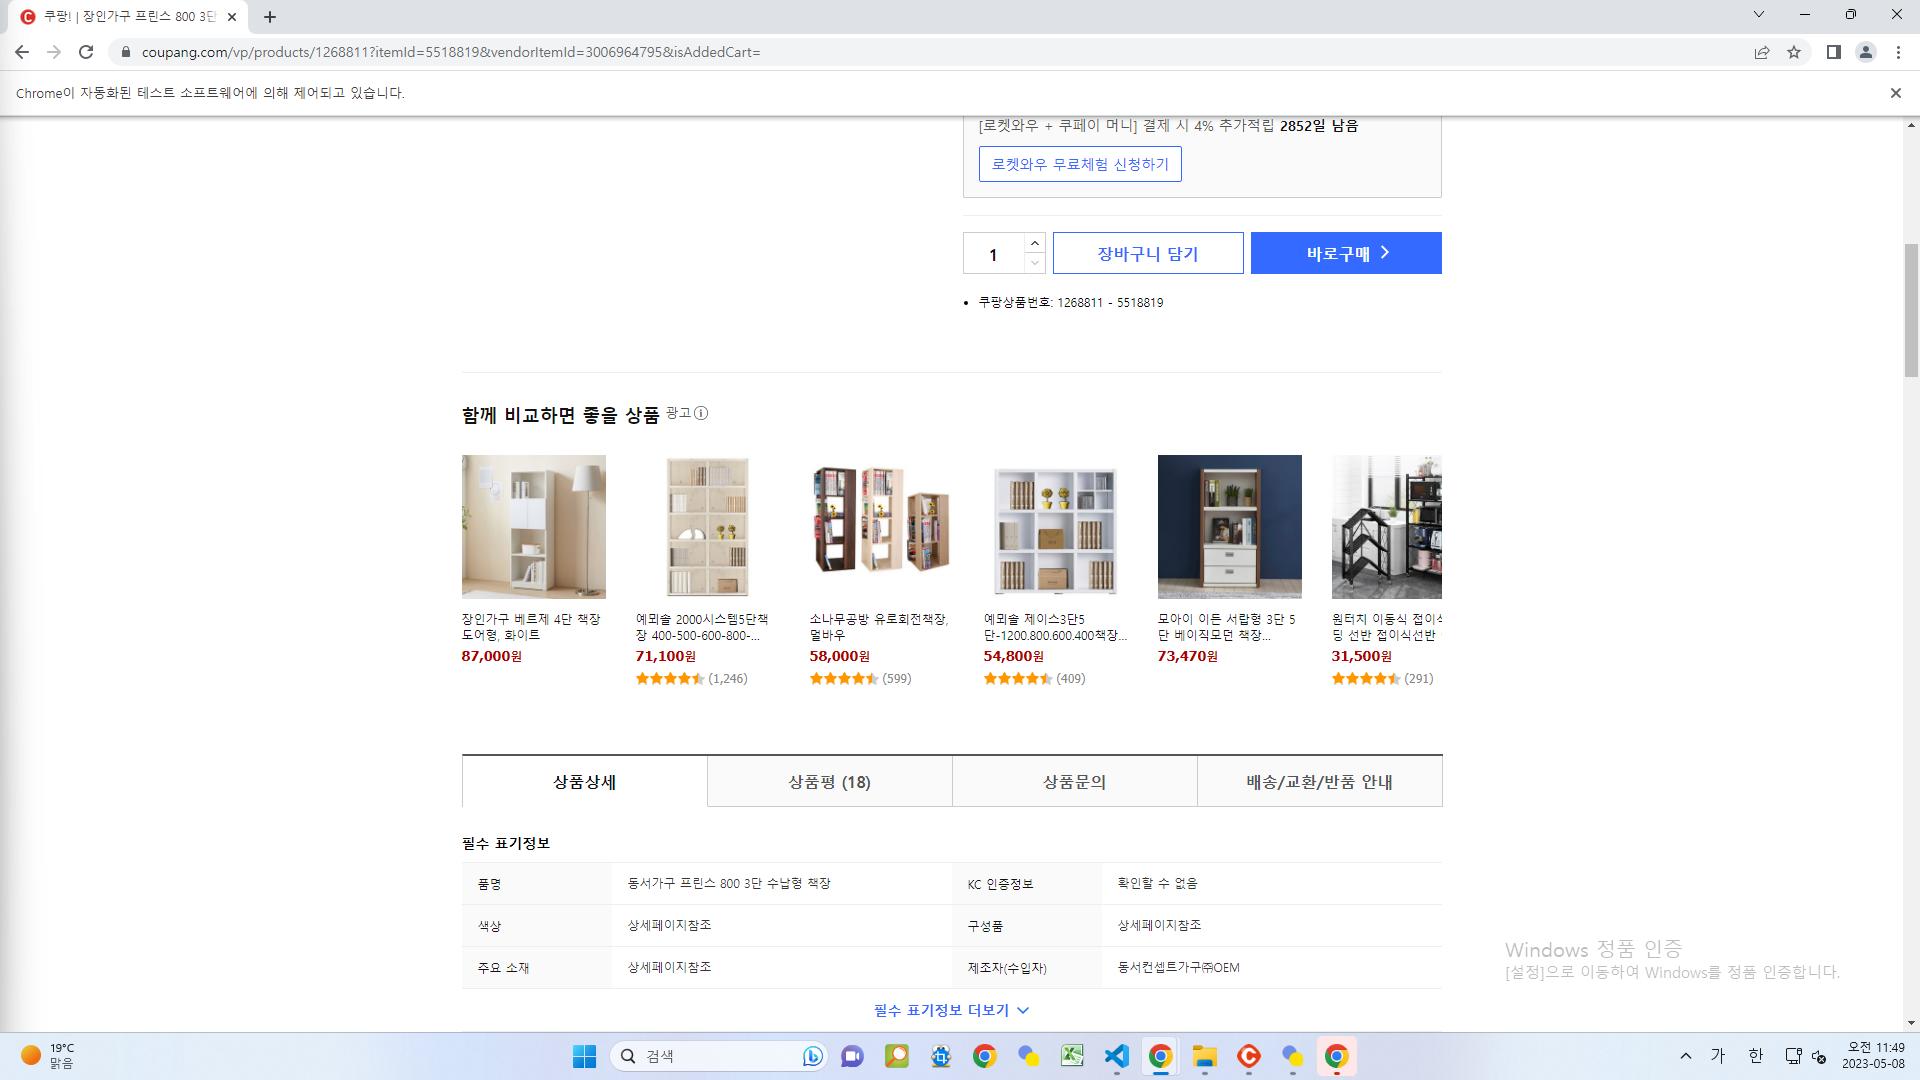 쿠팡! | 장인가구 프린스 800 3단
coupang.com/vp/products/1268811?itemId=5518819&vendorItemId=3006964795&isAddedCart=
Chrome이 자동화된 테스트 소프트웨어에 의해 제어되고 있습니다.
[로켓와우 + 쿠페이 머니] 결제 시 4% 추가적립 2852일 남음
로켓와우 무료체험 신청하기
1
장바구니 담기
바로구매
• 쿠팡상품번호: 1268811 - 5518819
함께 비교하면 좋을 상품 광고
장인가구 베르제 4단 책장
도어형, 화이트
87,000원
예뫼솔 2000시스템5단책
장 400-500-600-800-...
71,100원
(1,246)
소나무공방 유로회전책장,
멀바우
58,000원
(599)
예뫼솔 제이스3단5
단-1200.800.600.400책장...
54,800원
(409)
모아이 이든 서랍형 3단 5
단 베이직모던 책장...
73,470원
원터치 이동식 접이식
딩 선반 접이식선반
31,500원
(291)
상품상세
상품평 (18)
상품문의
배송/교환/반품 안내
필수 표기정보
품명 동서가구 프린스 800 3단 수납형 책장 KC 인증정보 확인할 수 없음
색상 상세페이지참조 구성품 상세페이지참조
주요 소재 상세페이지참조 제조자(수입자) 동서컨셉트가구㈜OEM
필수 표기정보 더보기
Windows 정품 인증
[설정]으로 이동하여 Windows를 정품 인증합니다.
19°C
맑음
검색
가
한
오전 11:49
2023-05-08